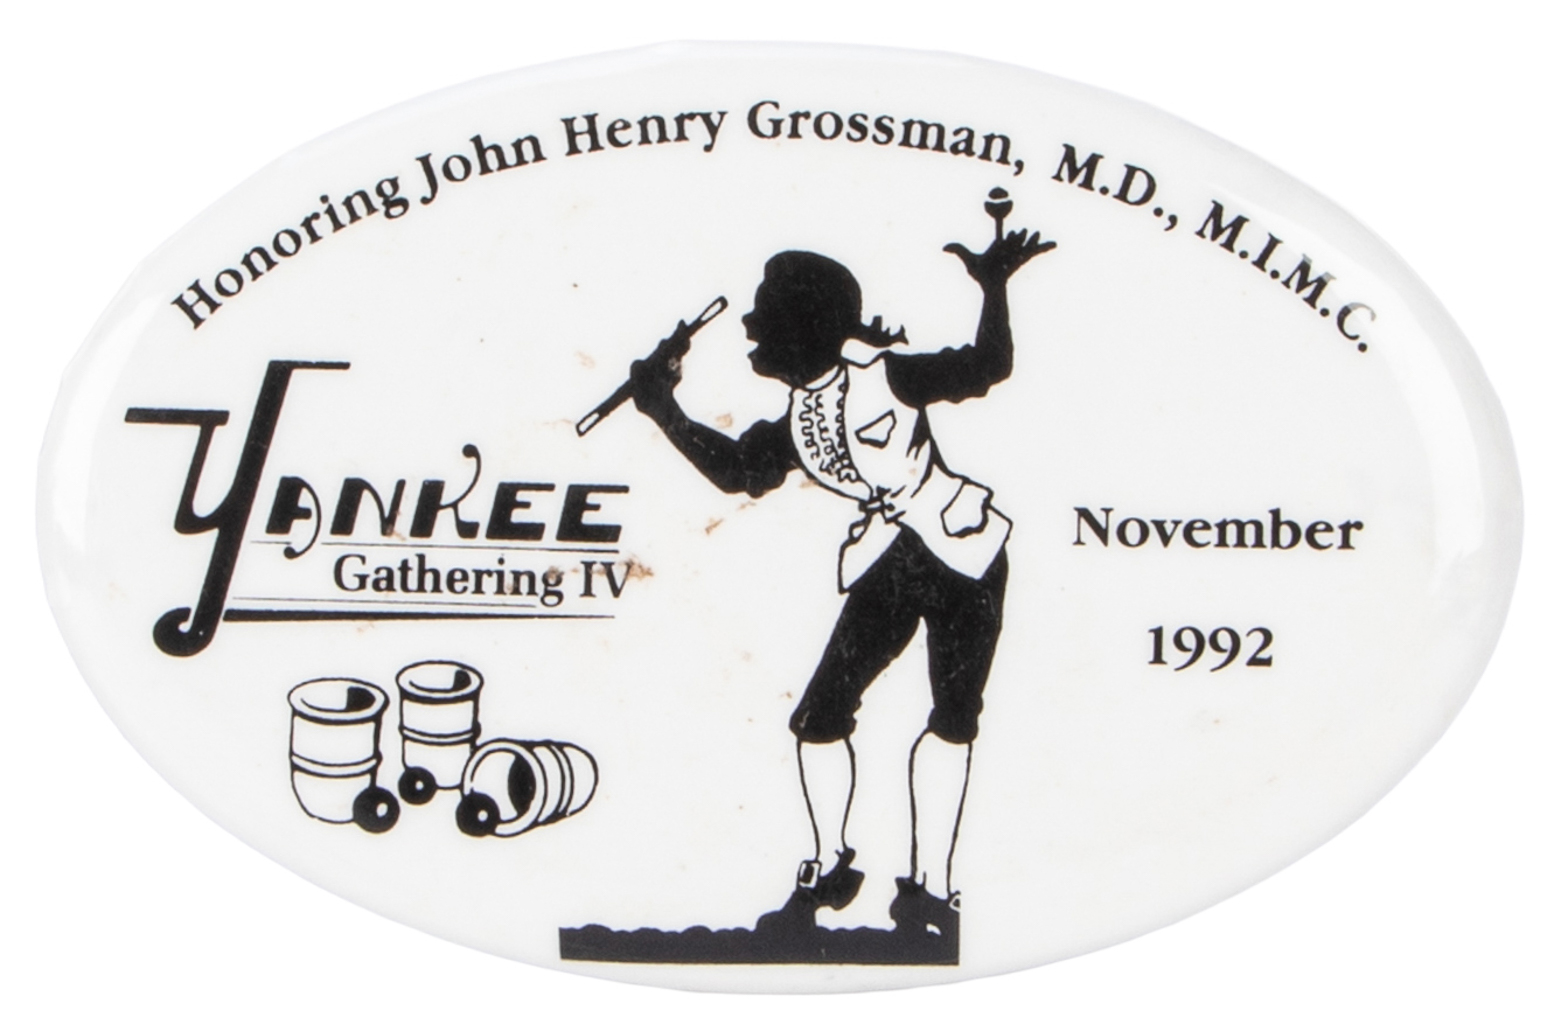 Honoring John Henry Grossman, M.D., M.I.M.C.
YANKEE
Gathering IV
November
1992